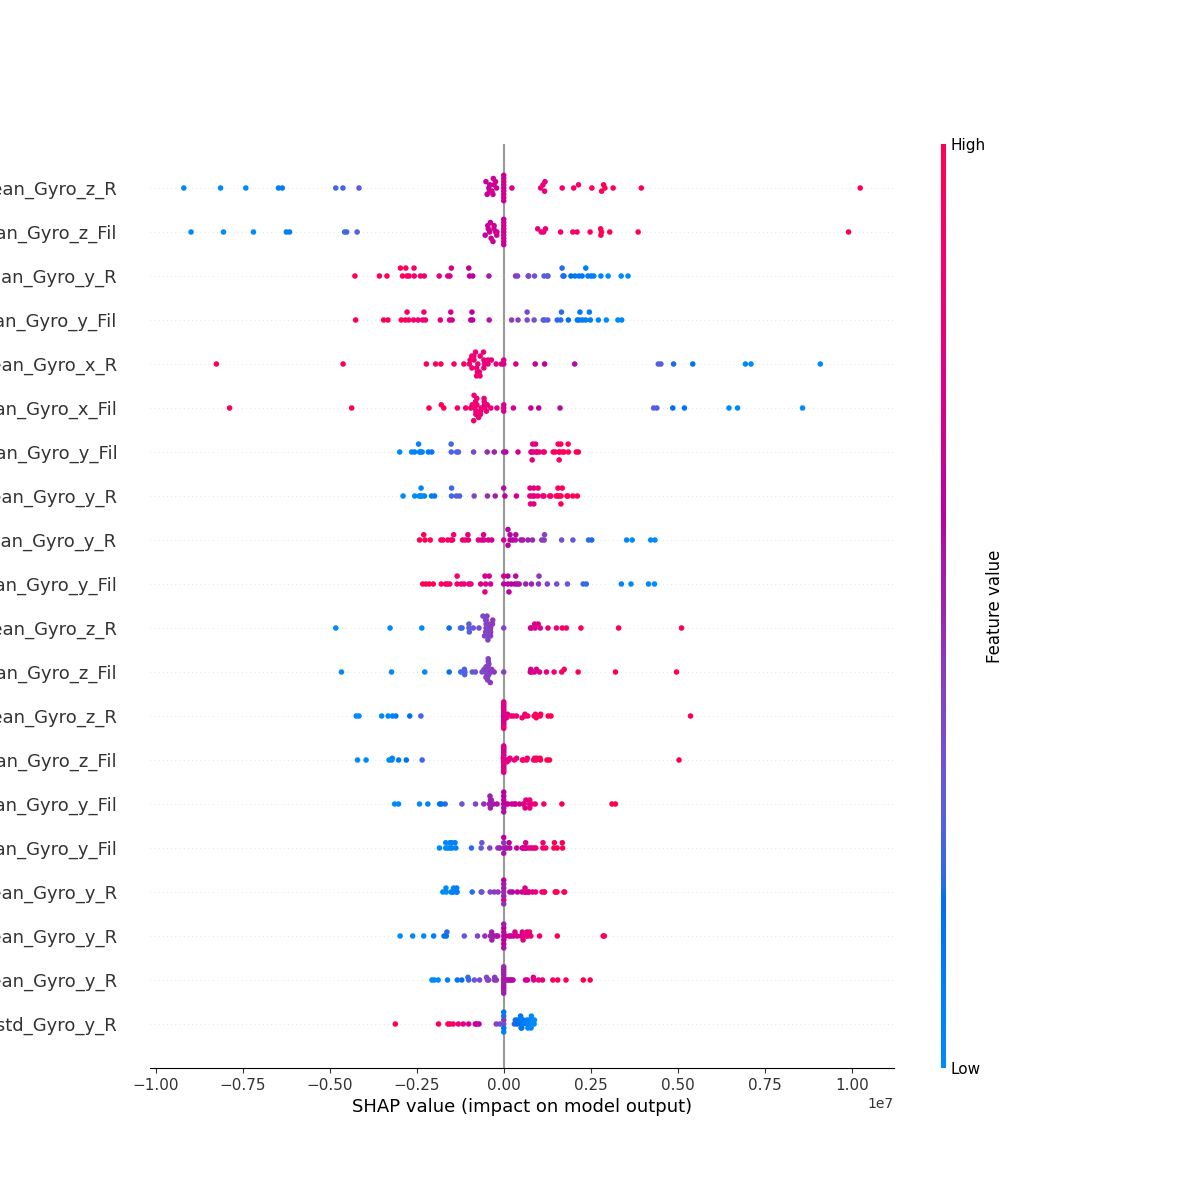 High
ean_Gyro_z_R
an_Gyro_z_Fil
an_Gyro_y_R
an_Gyro_y_Fil
ean_Gyro_x_R
an_Gyro_x_Fil
an_Gyro_y_Fil
ean_Gyro_y_R
an_Gyro_y_R
an_Gyro_y_Fil
ean_Gyro_z_R
an_Gyro_z_Fil
ean_Gyro_z_R
an_Gyro_z_Fil
an_Gyro_y_Fil
an_Gyro_y_Fil
ean_Gyro_y_R
ean_Gyro_y_R
ean_Gyro_y_R
std_Gyro_y_R
Feature value
Low
−1.00 −0.75 −0.50 −0.25 0.00 0.25 0.50 0.75 1.00
1e7
SHAP value (impact on model output)